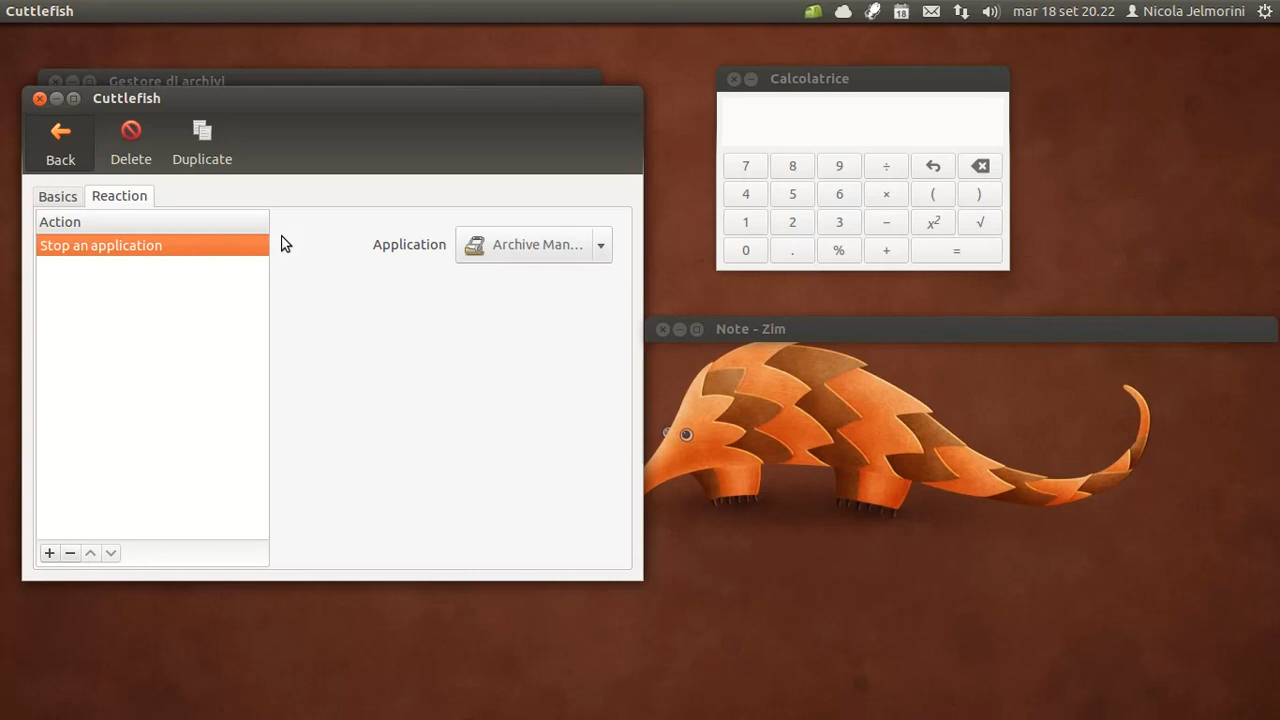 Cuttlefish
18
mar 18 set 20.22
Nicola Jelmorini
Gestore di archivi
Cuttlefish
Back
Delete
Duplicate
Basics
Reaction
Action
Stop an application
Application
Archive Man...
Calcolatrice
7 8 9 ÷
4 5 6 × ( )
1 2 3 − x² √
0 . % + =
Note - Zim